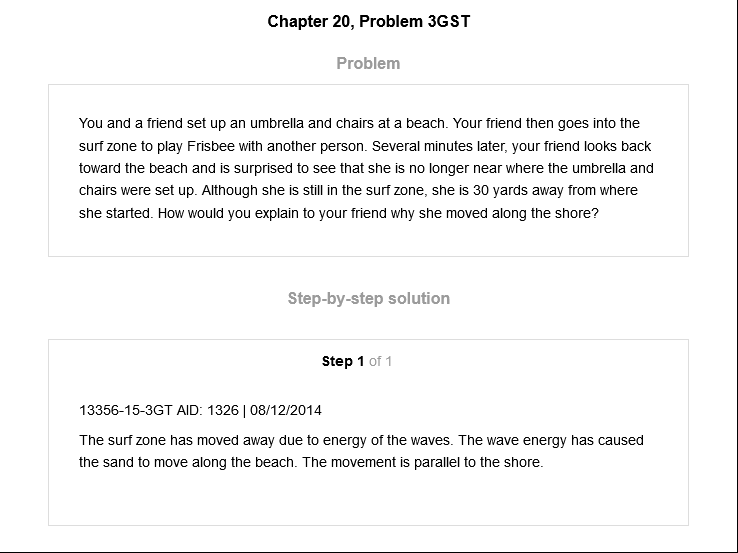 Chapter 20, Problem 3GST
Problem
You and a friend set up an umbrella and chairs at a beach. Your friend then goes into the
surf zone to play Frisbee with another person. Several minutes later, your friend looks back
toward the beach and is surprised to see that she is no longer near where the umbrella and
chairs were set up. Although she is still in the surf zone, she is 30 yards away from where
she started. How would you explain to your friend why she moved along the shore?
Step-by-step solution
Step 1 of 1
13356-15-3GT AID: 1326 | 08/12/2014
The surf zone has moved away due to energy of the waves. The wave energy has caused
the sand to move along the beach. The movement is parallel to the shore.